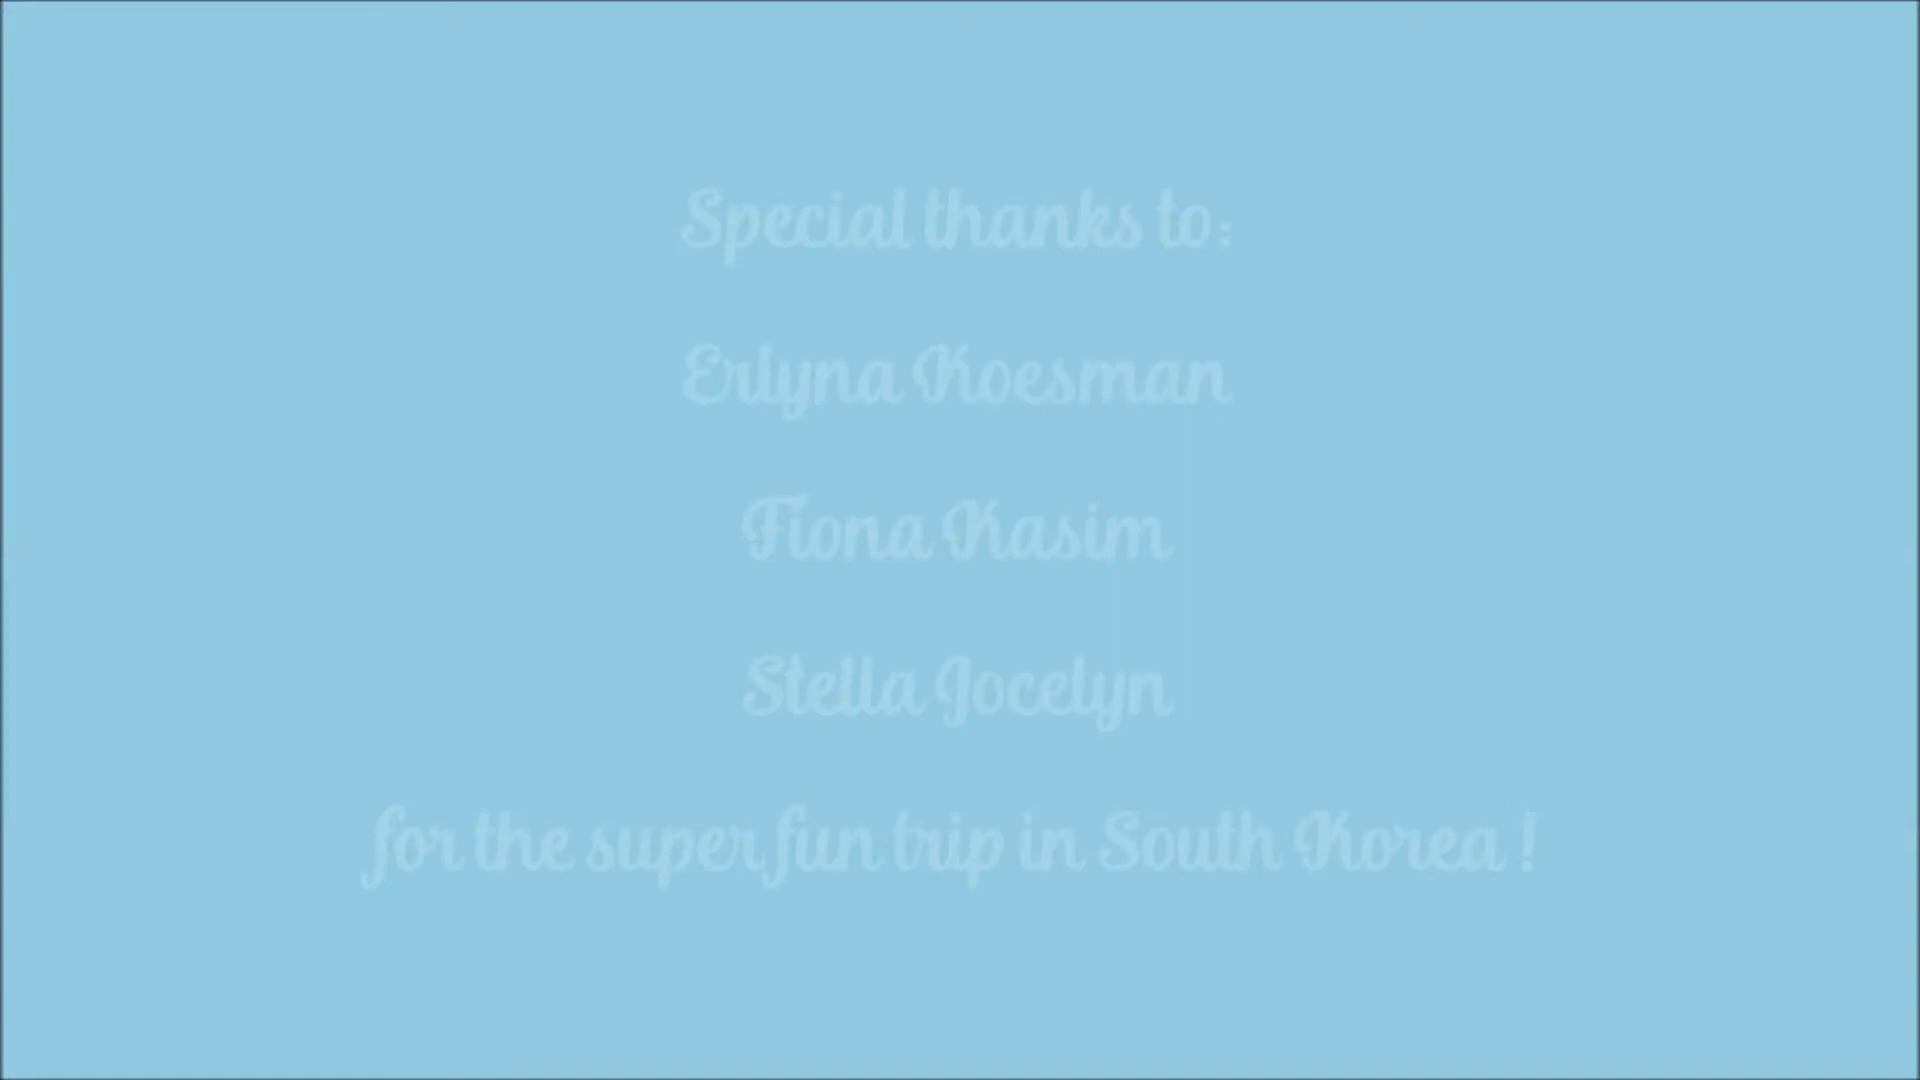 Special thanks to:
Erlyna Koesman
Fiona Kasim
Stella Jocelyn
for the super fun trip in South Korea !